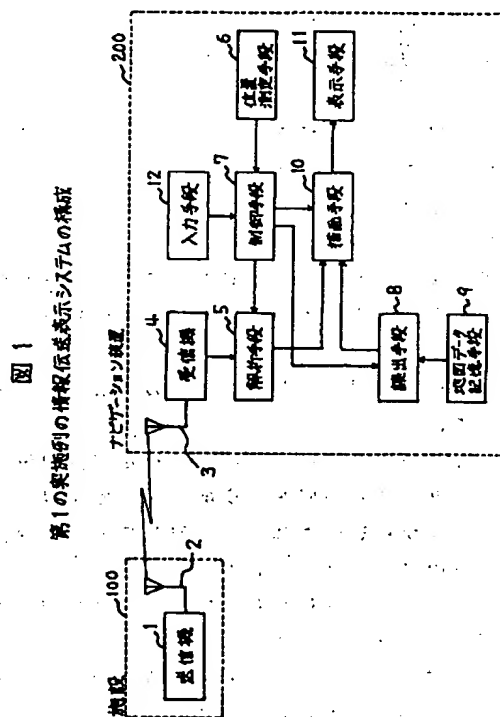 図 1
第1の実施例の情報伝送表示システムの構成
施設
100
1
送信機
2
ナビゲーション装置
200
3
4
受信機
5
解析手段
12
入力手段
7
制御手段
6
位置
測定手段
10
描画手段
11
表示手段
8
読出手段
9
地図データ
記憶手段